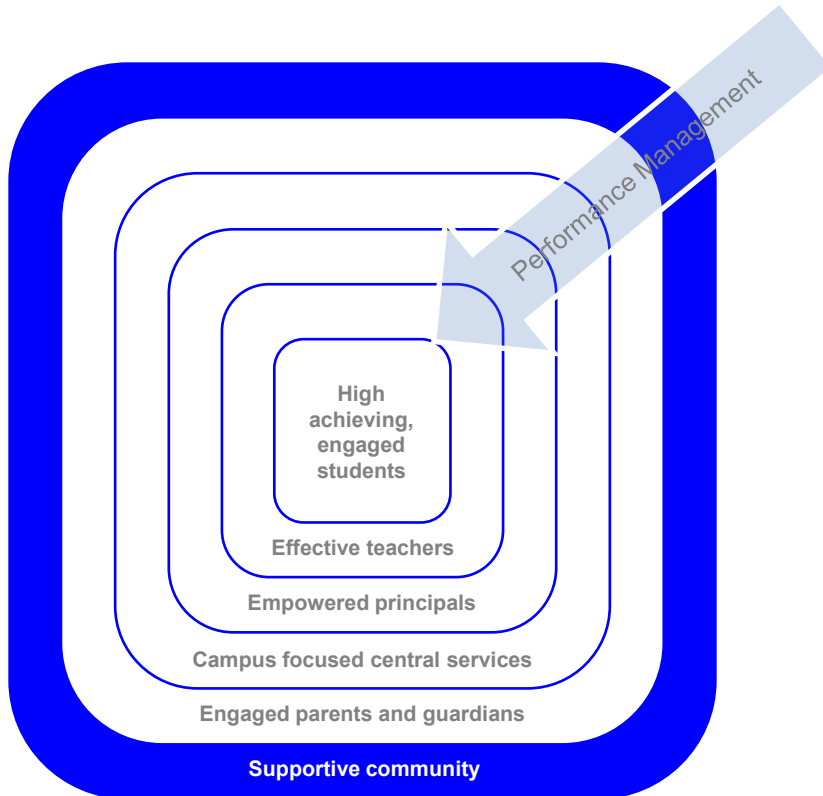 Performance Management
High
achieving,
engaged
students
Effective teachers
Empowered principals
Campus focused central services
Engaged parents and guardians
Supportive community